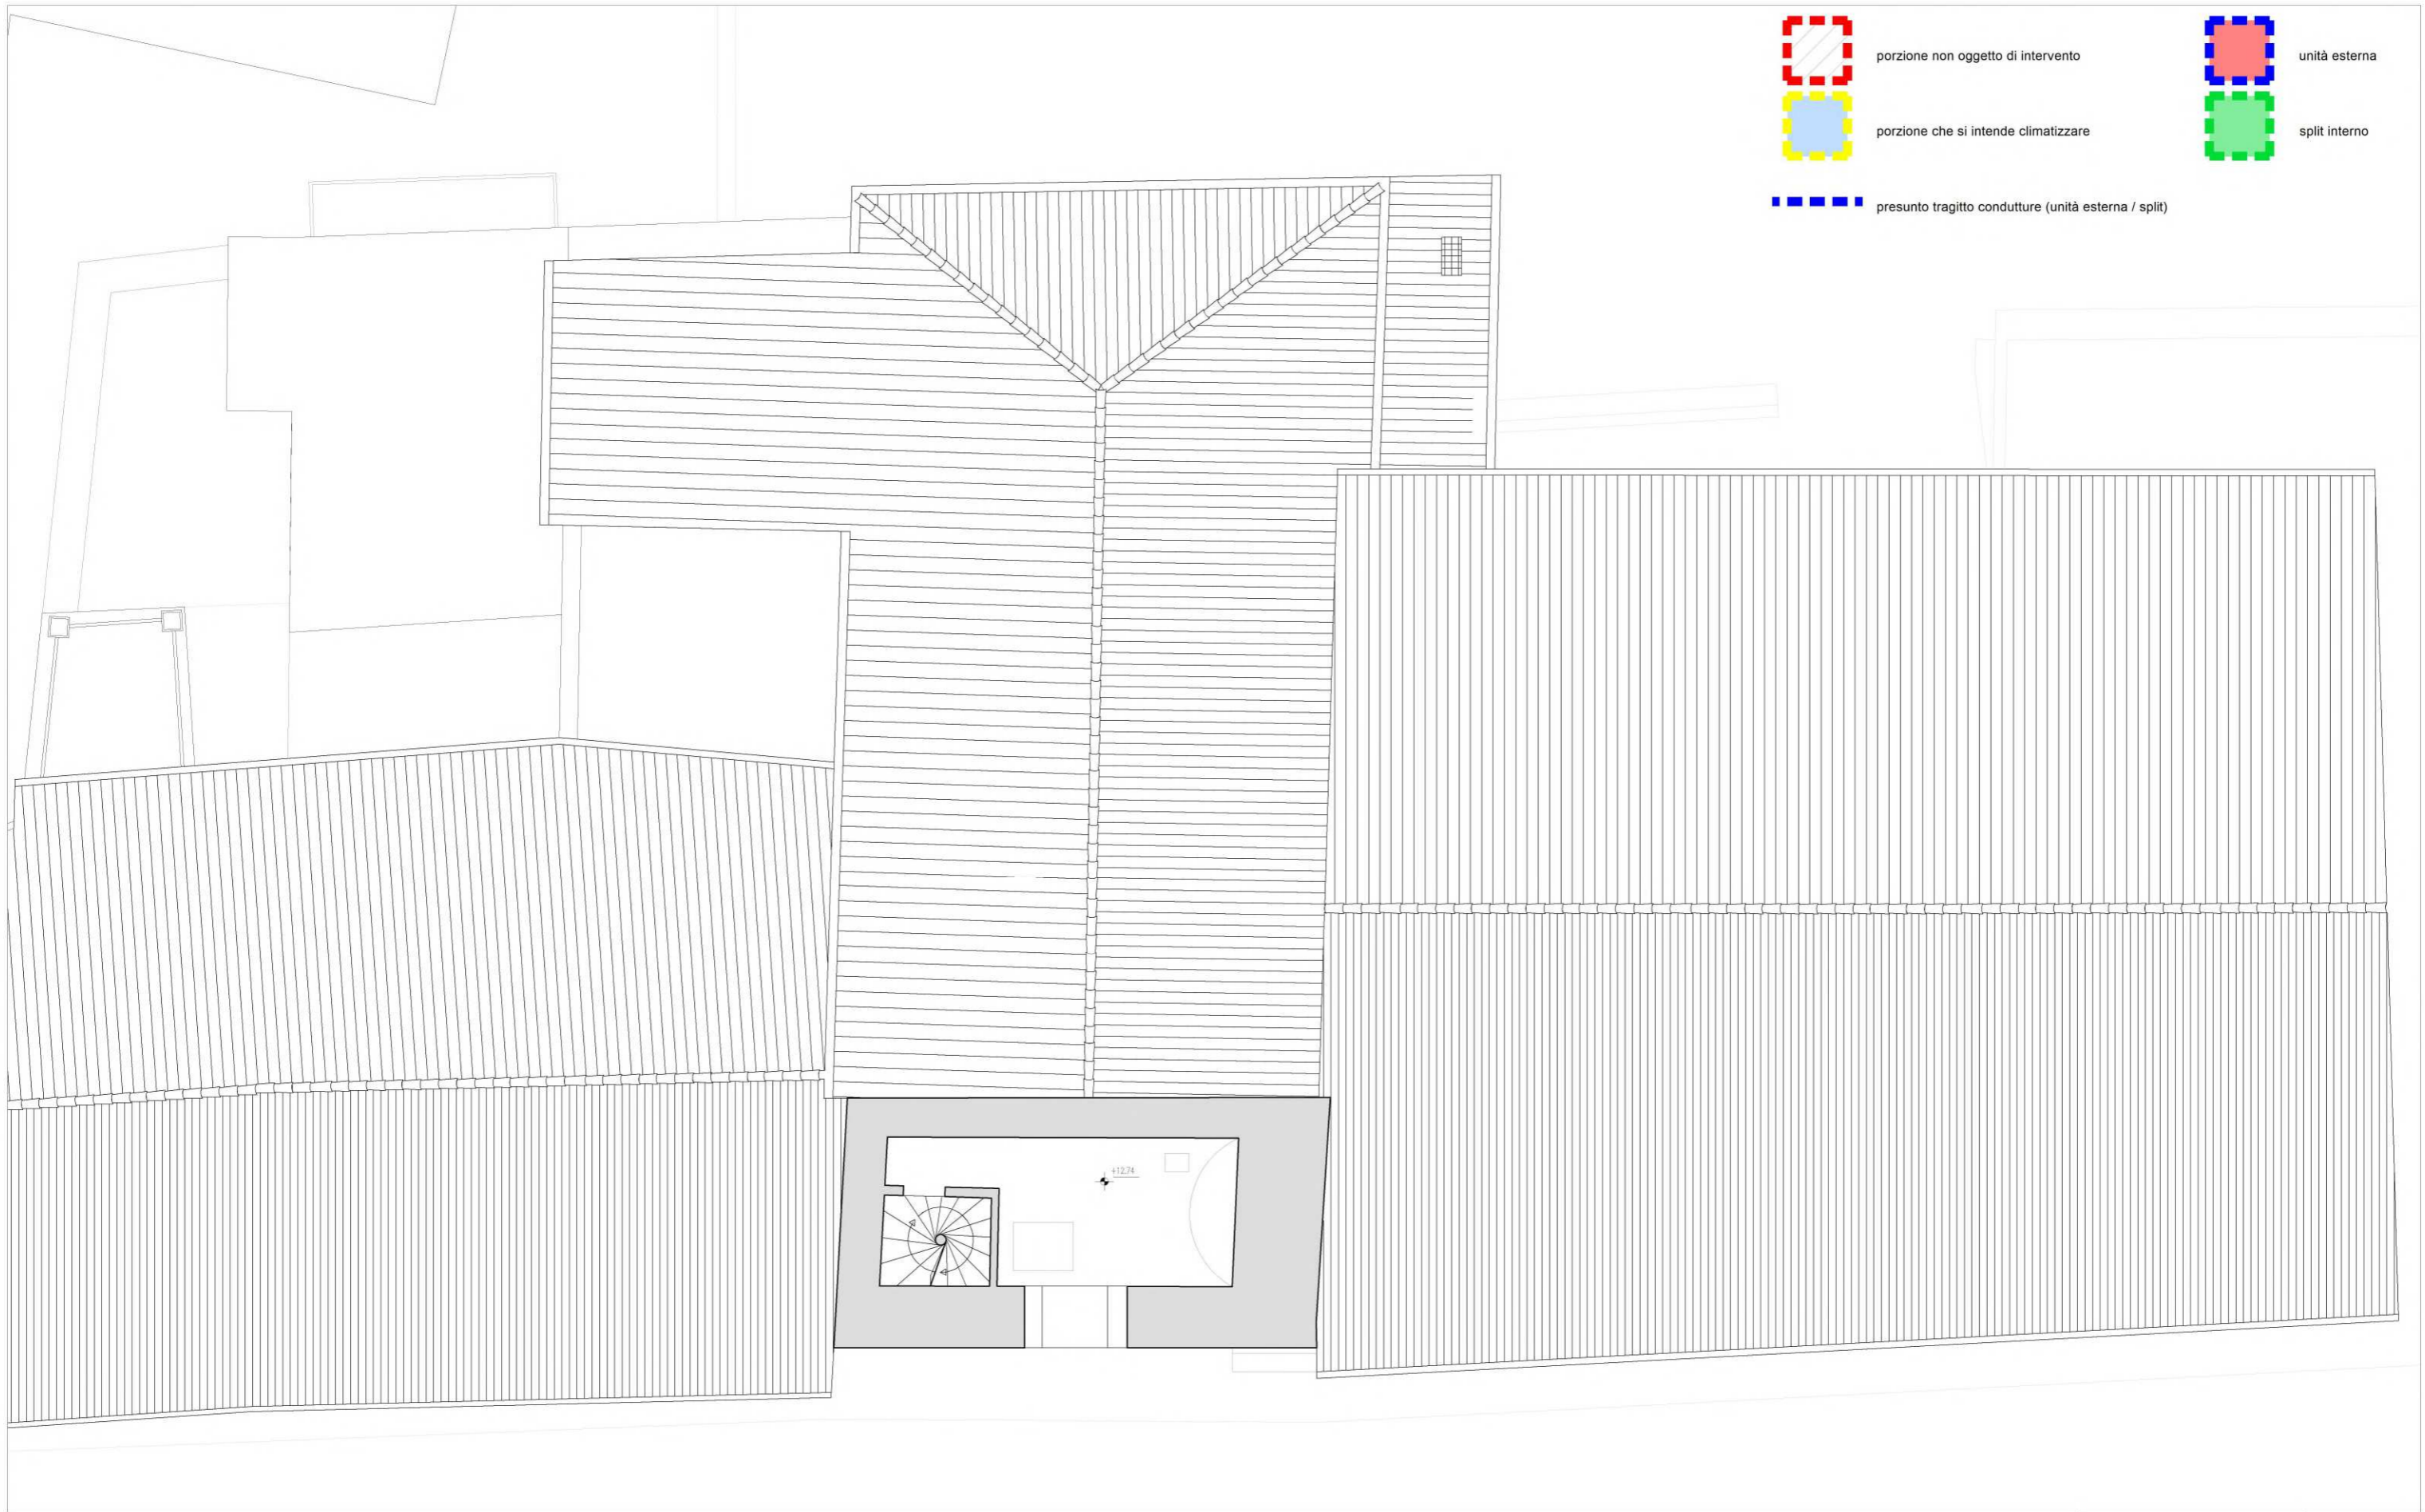 porzione non oggetto di intervento
unità esterna
porzione che si intende climatizzare
split interno
presunto tragitto condutture (unità esterna / split)
+12,74